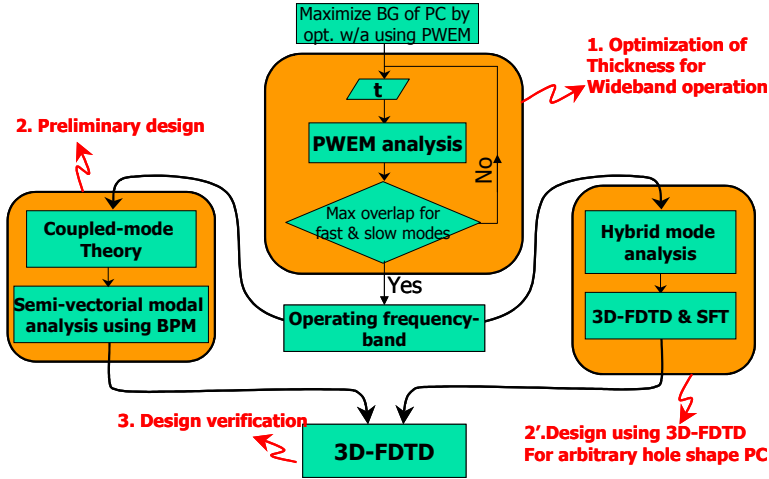 Maximize BG of PC by
opt. w/a using PWEM
1. Optimization of
Thickness for
Wideband operation
t
PWEM analysis
No
Max overlap for
fast & slow modes
Yes
Operating frequency-
band
2. Preliminary design
Coupled-mode
Theory
Semi-vectorial modal
analysis using BPM
Hybrid mode
analysis
3D-FDTD & SFT
2'.Design using 3D-FDTD
For arbitrary hole shape PC
3. Design verification
3D-FDTD